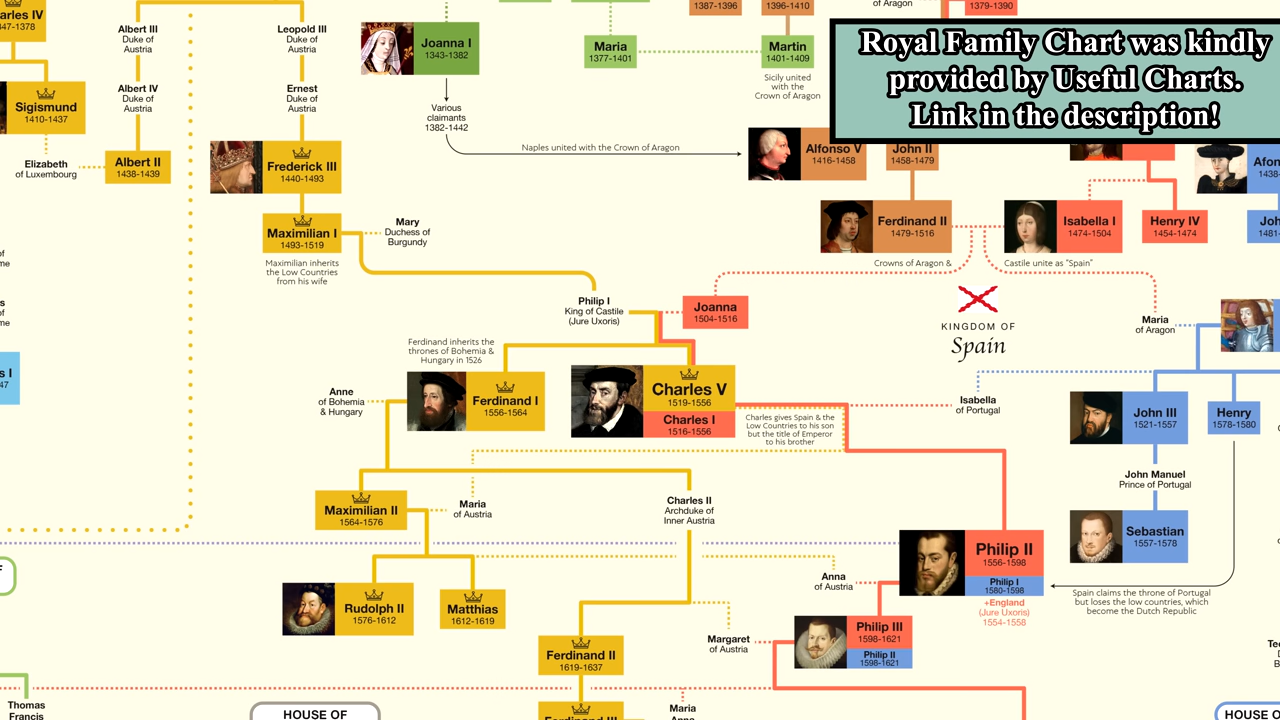 arles IV
347-1378
Albert III
Duke of
Austria
Leopold III
Duke of
Austria
Joanna I
1343-1382
1387-1396
1396-1410
of Aragon
1379-1390
Maria
1377-1401
Martin
1401-1409
Sicily united
with the
Crown of Aragon
Royal Family Chart was kindly
provided by Useful Charts.
Link in the description!
Sigismund
1410-1437
Albert IV
Duke of
Austria
Ernest
Duke of
Austria
Various
claimants
1382-1442
Naples united with the Crown of Aragon
Elizabeth
of Luxembourg
Albert II
1438-1439
Frederick III
1440-1493
Alfonso V
1416-1458
John II
1458-1479
Afon
1438-
Maximilian I
1493-1519
Mary
Duchess of
Burgundy
Ferdinand II
1479-1516
Isabella I
1474-1504
Henry IV
1454-1474
Joh
1481-
Maximilian inherits
the Low Countries
from his wife
Crowns of Aragon &
Castile unite as "Spain"
of
me
s
of
me
Philip I
King of Castile
(Jure Uxoris)
Joanna
1504-1516
KINGDOM OF
Spain
Maria
of Aragon
Ferdinand inherits the
thrones of Bohemia &
Hungary in 1526
s I
47
Anne
of Bohemia
& Hungary
Ferdinand I
1556-1564
Charles V
1519-1556
Charles I
1516-1556
Charles gives Spain & the
Low Countries to his son
but the title of Emperor
to his brother
Isabella
of Portugal
John III
1521-1557
Henry
1578-1580
John Manuel
Prince of Portugal
Maximilian II
1564-1576
Maria
of Austria
Charles II
Archduke of
Inner Austria
Sebastian
1557-1578
Philip II
1556-1598
Philip I
1580-1598
+England
(Jure Uxoris)
1554-1558
Anna
of Austria
Spain claims the throne of Portugal
but loses the low countries, which
become the Dutch Republic
Rudolph II
1576-1612
Matthias
1612-1619
Margaret
of Austria
Philip III
1598-1621
Philip II
1598-1621
Ferdinand II
1619-1637
Thomas
Francis
HOUSE OF
Ferdinand III
Maria
Anna
HOUSE O